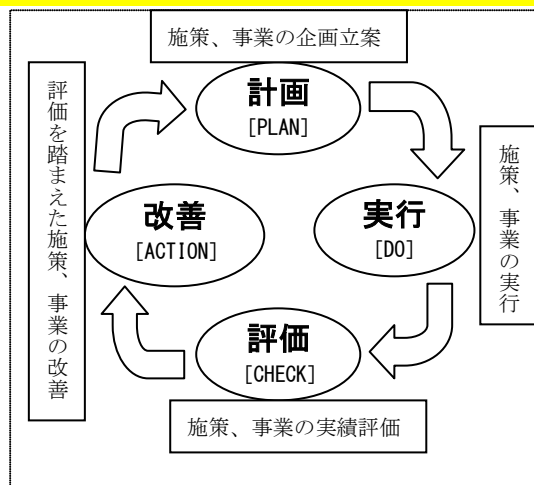 施策、事業の企画立案
計画
[PLAN]
実行
[DO]
施策、事業の実行
評価
[CHECK]
施策、事業の実績評価
改善
[ACTION]
評価を踏まえた施策、事業の改善